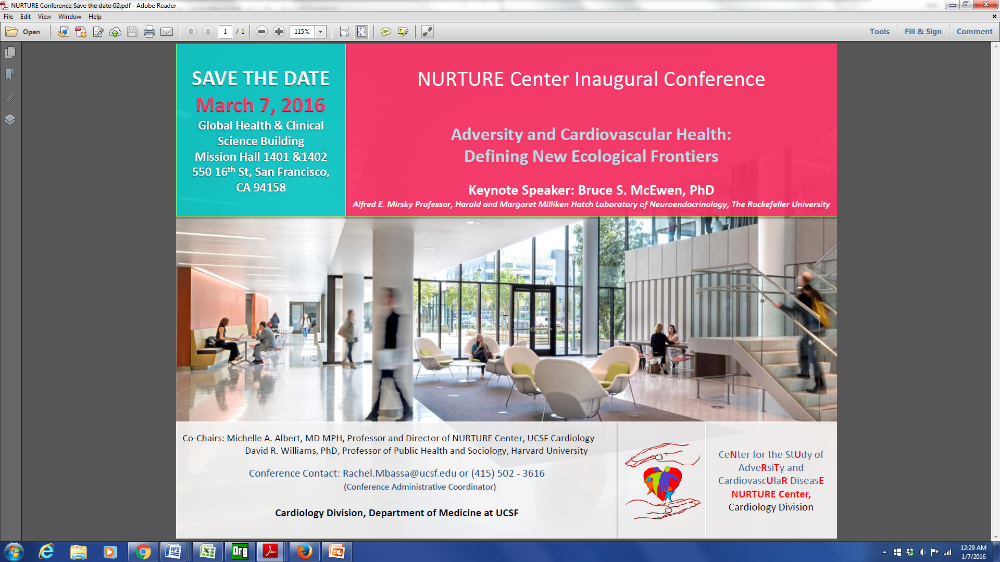 NURTURE Conference Save the date 02.pdf - Adobe Reader
File Edit View Window Help
Open 1 / 1 115% Tools Fill & Sign Comment
SAVE THE DATE
March 7, 2016
Global Health & Clinical
Science Building
Mission Hall 1401 &1402
550 16th St, San Francisco,
CA 94158
NURTURE Center Inaugural Conference
Adversity and Cardiovascular Health:
Defining New Ecological Frontiers
Keynote Speaker: Bruce S. McEwen, PhD
Alfred E. Mirsky Professor, Harold and Margaret Milliken Hatch Laboratory of Neuroendocrinology, The Rockefeller University
Co-Chairs: Michelle A. Albert, MD MPH, Professor and Director of NURTURE Center, UCSF Cardiology
David R. Williams, PhD, Professor of Public Health and Sociology, Harvard University
Conference Contact: Rachel.Mbassa@ucsf.edu or (415) 502 - 3616
(Conference Administrative Coordinator)
Cardiology Division, Department of Medicine at UCSF
CeNter for the StUdy of
AdveRsiTy and
CardiovascUlaR DiseasE
NURTURE Center,
Cardiology Division
Org
12:29 AM
1/7/2016